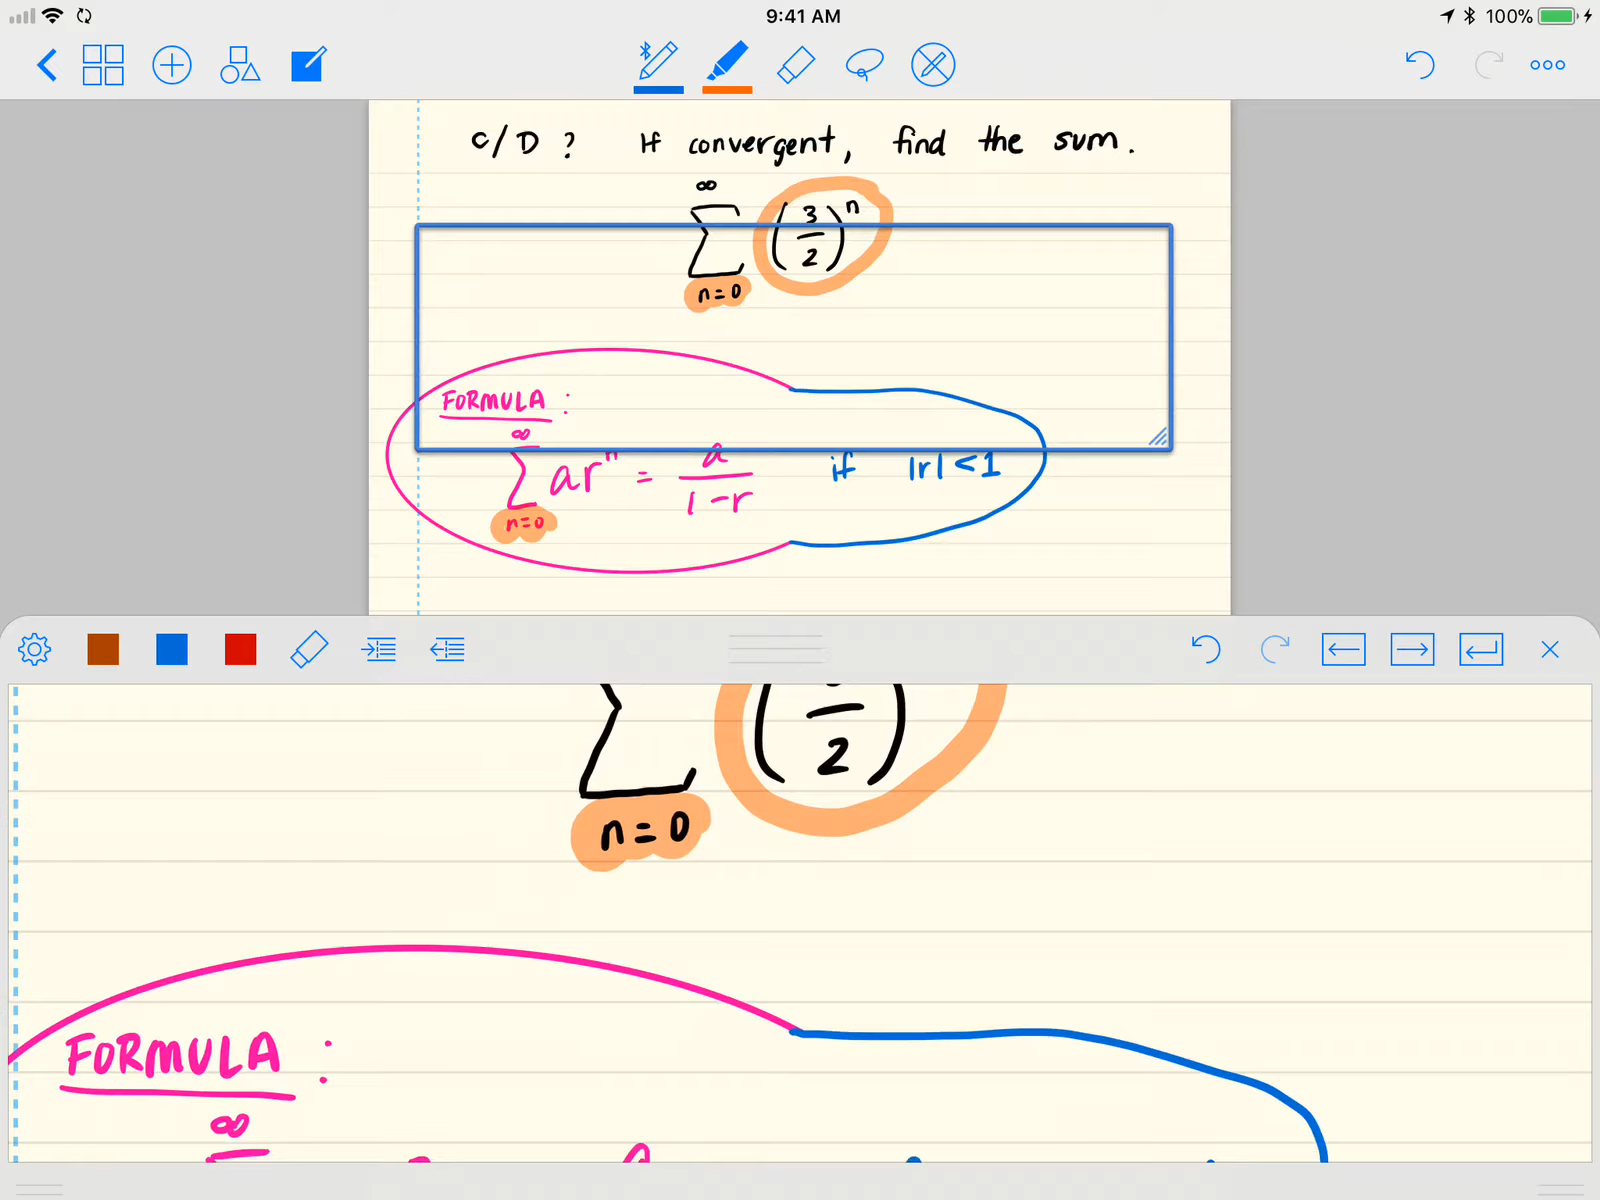 9:41 AM
100%
C/D ? If convergent, find the sum.
∞
∑ (3/2)^n
n=0
FORMULA :
∞
∑ ar^n = a/(1-r) if |r| < 1
n=0
∑ ( /2)
n=0
FORMULA :
∞